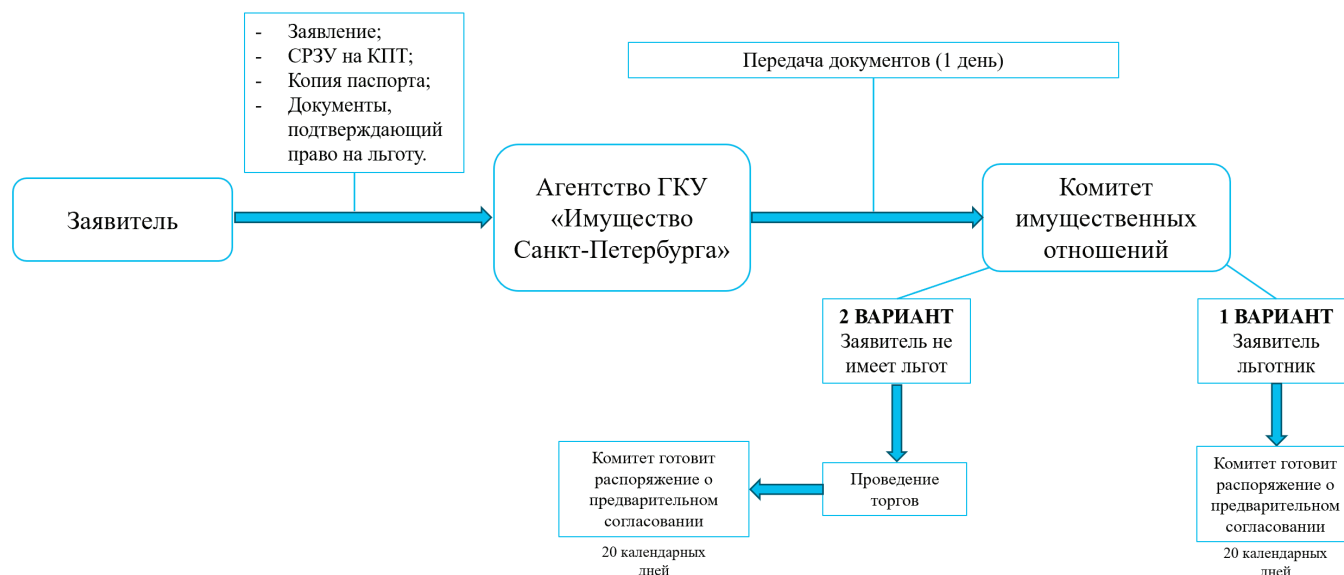 - Заявление;
- СРЗУ на КПТ;
- Копия паспорта;
- Документы,
подтверждающий
право на льготу.
Передача документов (1 день)
Заявитель
Агентство ГКУ
«Имущество
Санкт-Петербурга»
Комитет
имущественных
отношений
2 ВАРИАНТ
Заявитель не
имеет льгот
1 ВАРИАНТ
Заявитель
льготник
Комитет готовит
распоряжение о
предварительном
согласовании
20 календарных
дней
Проведение
торгов
Комитет готовит
распоряжение о
предварительном
согласовании
20 календарных
дней